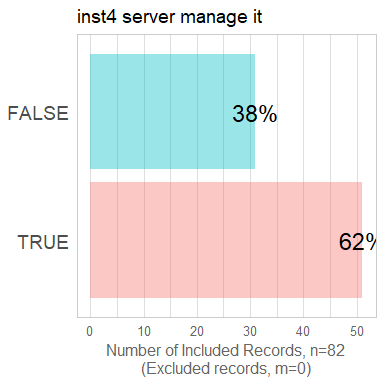 inst4 server manage it
FALSE
38%
TRUE
62%
0 10 20 30 40 50
Number of Included Records, n=82
(Excluded records, m=0)